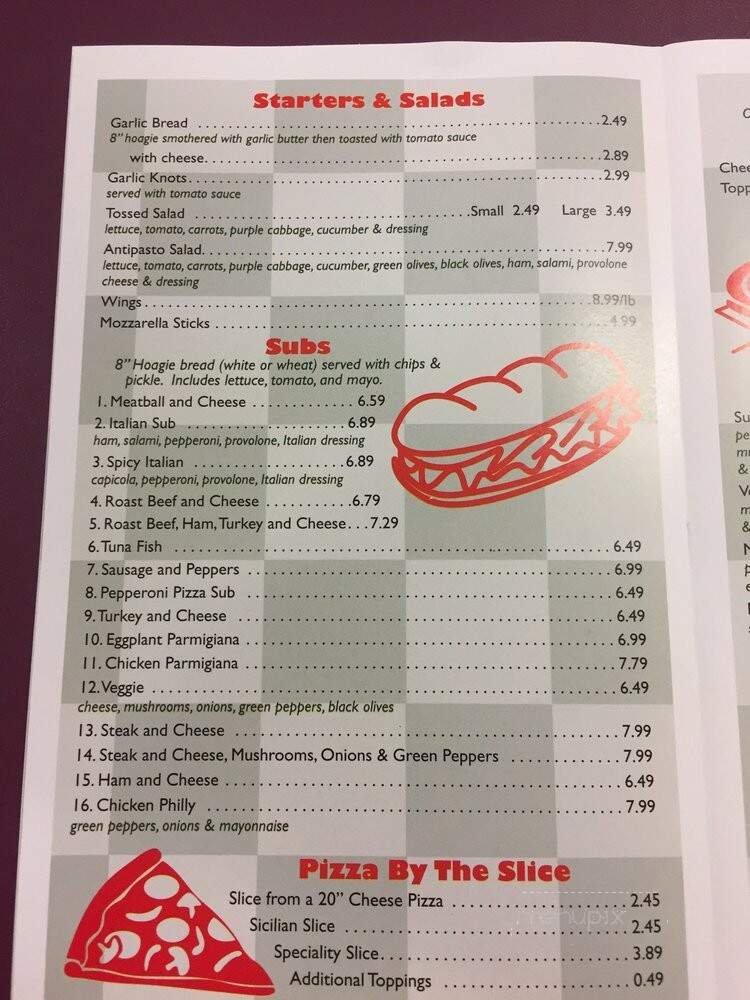 Starters & Salads
Garlic Bread ........ 2.49
8" hoagie smothered with garlic butter then toasted with tomato sauce
with cheese........ 2.89
Garlic Knots........ 2.99
served with tomato sauce
Tossed Salad ........ Small 2.49 Large 3.49
lettuce, tomato, carrots, purple cabbage, cucumber & dressing
Antipasto Salad........ 7.99
lettuce, tomato, carrots, purple cabbage, cucumber, green olives, black olives, ham, salami, provolone
cheese & dressing
Wings........ 8.99/lb
Mozzarella Sticks ........ 4.99
Subs
8" Hoagie bread (white or wheat) served with chips &
pickle. Includes lettuce, tomato, and mayo.
1. Meatball and Cheese ........ 6.59
2. Italian Sub ........ 6.89
ham, salami, pepperoni, provolone, Italian dressing
3. Spicy Italian ........ 6.89
capicola, pepperoni, provolone, Italian dressing
4. Roast Beef and Cheese ........ 6.79
5. Roast Beef, Ham, Turkey and Cheese...7.29
6. Tuna Fish ........ 6.49
7. Sausage and Peppers ........ 6.99
8. Pepperoni Pizza Sub ........ 6.49
9. Turkey and Cheese ........ 6.49
10. Eggplant Parmigiana ........ 6.99
11. Chicken Parmigiana ........ 7.79
12. Veggie ........ 6.49
cheese, mushrooms, onions, green peppers, black olives
13. Steak and Cheese ........ 7.99
14. Steak and Cheese, Mushrooms, Onions & Green Peppers ........ 7.99
15. Ham and Cheese ........ 6.49
16. Chicken Philly ........ 7.99
green peppers, onions & mayonnaise
Pizza By The Slice
Slice from a 20" Cheese Pizza ........ 2.45
Sicilian Slice ........ 2.45
Speciality Slice........ 3.89
Additional Toppings ........ 0.49
menupix